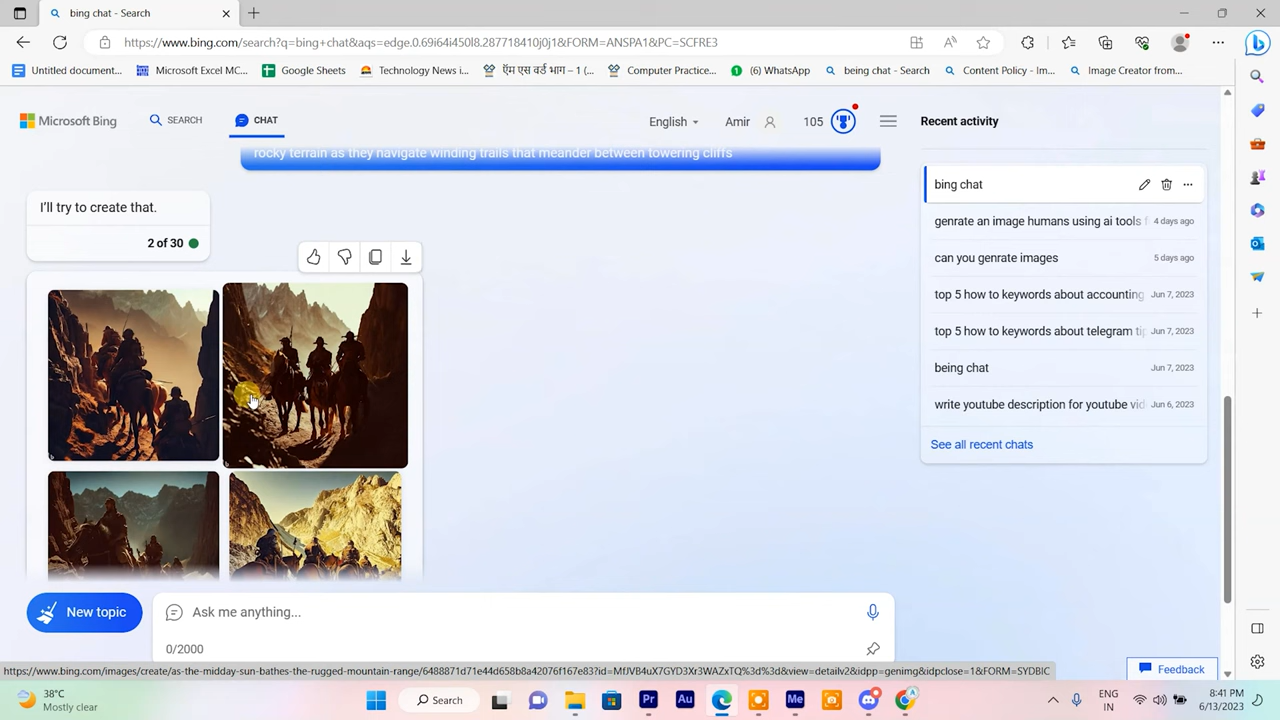 bing chat - Search
https://www.bing.com/search?q=bing+chat&aqs=edge.0.69i64i450l8.287718410j0j1&FORM=ANSPA1&PC=SCFRE3
Untitled document...
Microsoft Excel MC...
Google Sheets
Technology News i...
ऍम एस वर्ड भाग – 1 (...
Computer Practice...
(6) WhatsApp
being chat - Search
Content Policy - Im...
Image Creator from...
Microsoft Bing
SEARCH
CHAT
English
Amir
105
Recent activity
rocky terrain as they navigate winding trails that meander between towering cliffs
I'll try to create that.
2 of 30
bing chat
genrate an image humans using ai tools f
4 days ago
can you genrate images
5 days ago
top 5 how to keywords about accounting
Jun 7, 2023
top 5 how to keywords about telegram ti
Jun 7, 2023
being chat
Jun 7, 2023
write youtube description for youtube vid
Jun 6, 2023
See all recent chats
New topic
Ask me anything...
0/2000
https://www.bing.com/images/create/as-the-midday-sun-bathes-the-rugged-mountain-range/6488871d71e44d658b8a42076f167e83?id=MfJVB4uX7GYD3Xr3WAZxTQ%3d%3d&view=detailv2&idpp=genimg&idpclose=1&FORM=SYDBIC
Feedback
38°C
Mostly clear
Search
Pr
Au
Me
ENG
IN
8:41 PM
6/13/2023